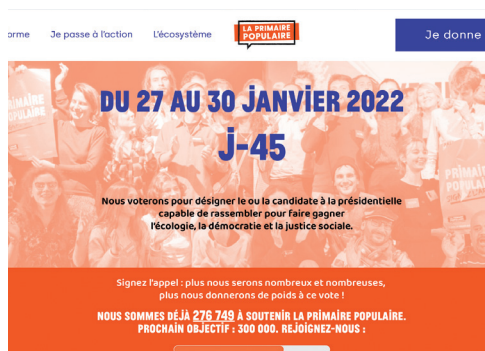 orme Je passe à l'action L'écosystème LA PRIMAIRE POPULAIRE Je donne
DU 27 AU 30 JANVIER 2022
J-45
Nous voterons pour désigner le ou la candidate à la présidentielle
capable de rassembler pour faire gagner
l'écologie, la démocratie et la justice sociale.
Signez l'appel : plus nous serons nombreux et nombreuses,
plus nous donnerons de poids à ce vote !
NOUS SOMMES DÉJÀ 276 749 À SOUTENIR LA PRIMAIRE POPULAIRE.
PROCHAIN OBJECTIF : 300 000. REJOIGNEZ-NOUS :